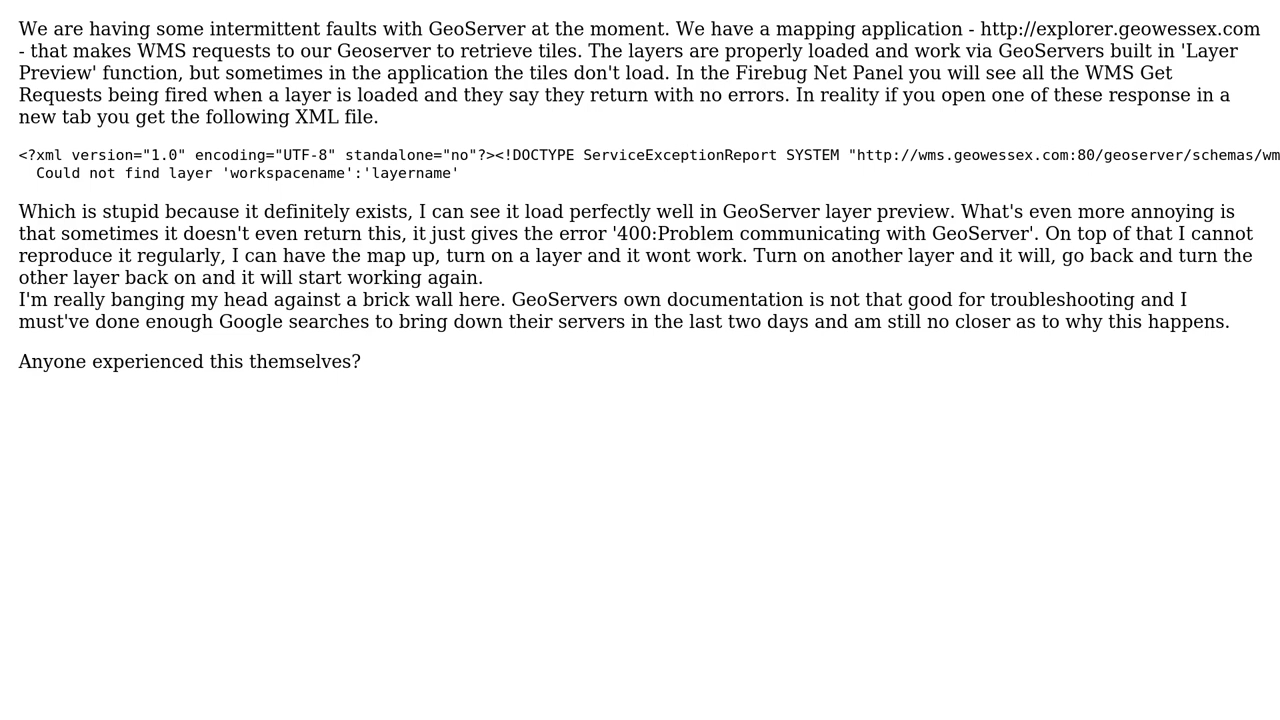 We are having some intermittent faults with GeoServer at the moment. We have a mapping application - http://explorer.geowessex.com
- that makes WMS requests to our Geoserver to retrieve tiles. The layers are properly loaded and work via GeoServers built in 'Layer
Preview' function, but sometimes in the application the tiles don't load. In the Firebug Net Panel you will see all the WMS Get
Requests being fired when a layer is loaded and they say they return with no errors. In reality if you open one of these response in a
new tab you get the following XML file.
<?xml version="1.0" encoding="UTF-8" standalone="no"?><!DOCTYPE ServiceExceptionReport SYSTEM "http://wms.geowessex.com:80/geoserver/schemas/wm
Could not find layer 'workspacename':'layername'
Which is stupid because it definitely exists, I can see it load perfectly well in GeoServer layer preview. What's even more annoying is
that sometimes it doesn't even return this, it just gives the error '400:Problem communicating with GeoServer'. On top of that I cannot
reproduce it regularly, I can have the map up, turn on a layer and it wont work. Turn on another layer and it will, go back and turn the
other layer back on and it will start working again.
I'm really banging my head against a brick wall here. GeoServers own documentation is not that good for troubleshooting and I
must've done enough Google searches to bring down their servers in the last two days and am still no closer as to why this happens.
Anyone experienced this themselves?